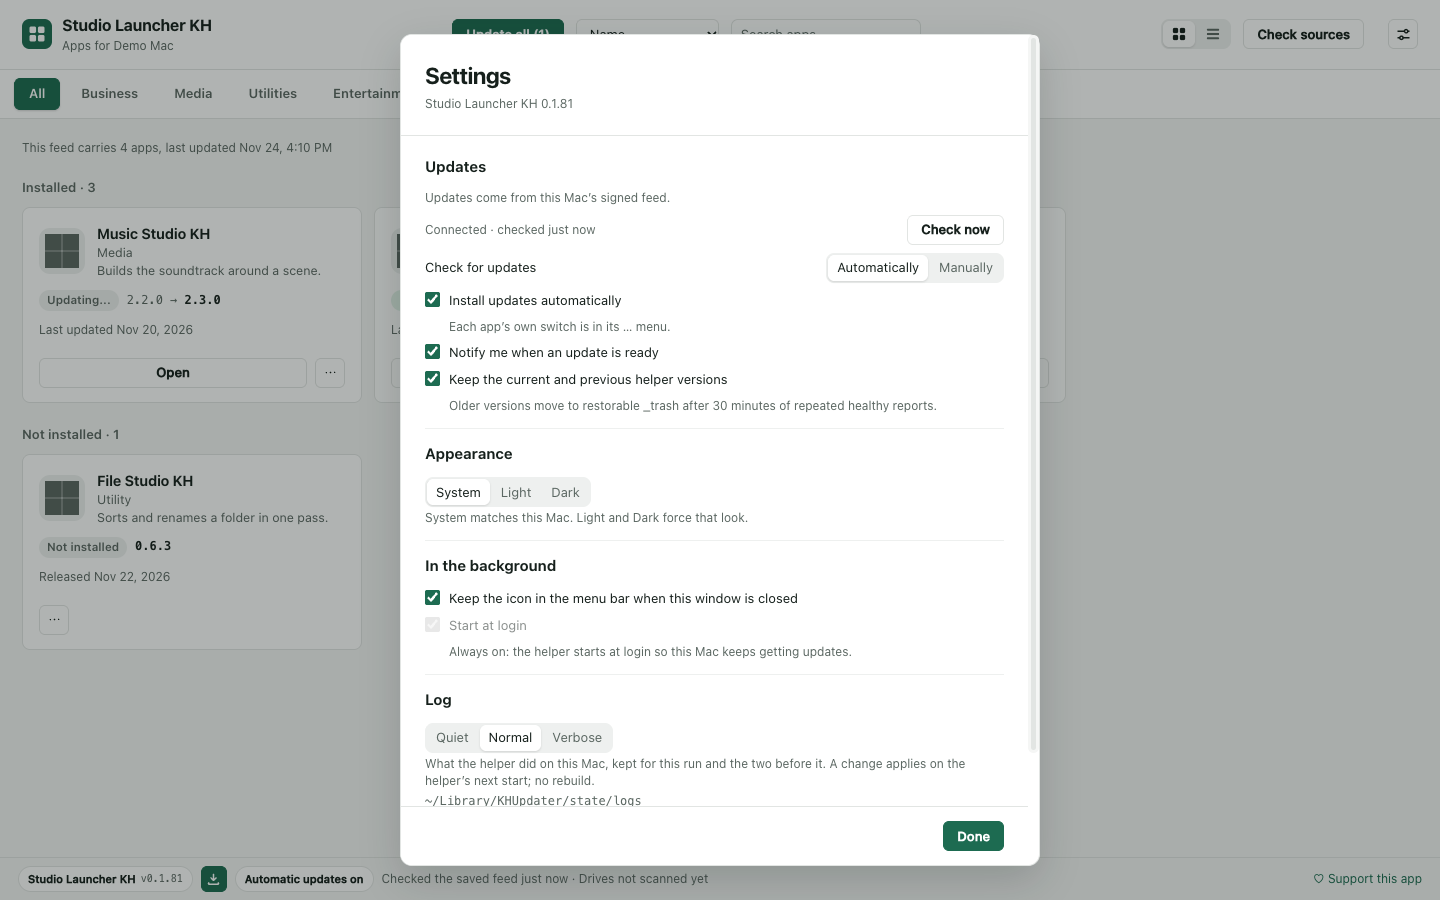 Studio Launcher KH
Apps for Demo Mac
Update all (1)
Name
Search apps
Check sources
All
Business
Media
Utilities
This feed carries 4 apps, last updated Nov 24, 4:10 PM
Installed · 3
Music Studio KH
Media
Builds the soundtrack around a scene.
Updating... 2.2.0 → 2.3.0
Last updated Nov 20, 2026
Open
...
Not installed · 1
File Studio KH
Utility
Sorts and renames a folder in one pass.
Not installed 0.6.3
Released Nov 22, 2026
...
Settings
Studio Launcher KH 0.1.81
Updates
Updates come from this Mac's signed feed.
Connected · checked just now
Check now
Check for updates
Automatically Manually
Install updates automatically
Each app's own switch is in its ... menu.
Notify me when an update is ready
Keep the current and previous helper versions
Older versions move to restorable _trash after 30 minutes of repeated healthy reports.
Appearance
System Light Dark
System matches this Mac. Light and Dark force that look.
In the background
Keep the icon in the menu bar when this window is closed
Start at login
Always on: the helper starts at login so this Mac keeps getting updates.
Log
Quiet Normal Verbose
What the helper did on this Mac, kept for this run and the two before it. A change applies on the
helper's next start; no rebuild.
~/Library/KHUpdater/state/logs
Done
Studio Launcher KH v0.1.81
Automatic updates on
Checked the saved feed just now · Drives not scanned yet
Support this app